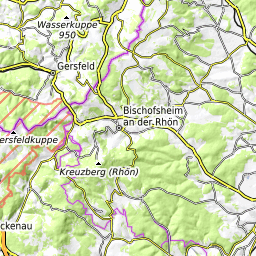 Wasserkuppe
950
Gersfeld
Bischofsheim
an der Rhön
ersfeldkuppe
Kreuzberg (Rhön)
ckenau